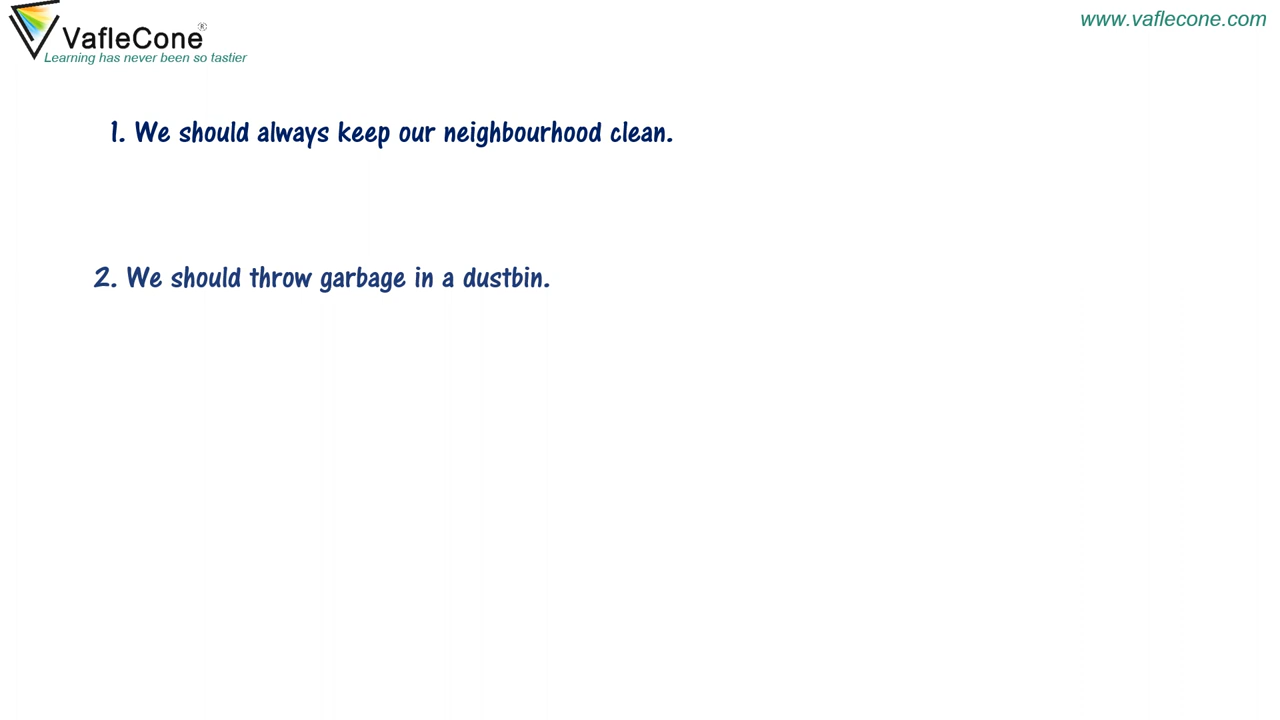 VafleCone®
Learning has never been so tastier
www.vaflecone.com
1. We should always keep our neighbourhood clean.
2. We should throw garbage in a dustbin.